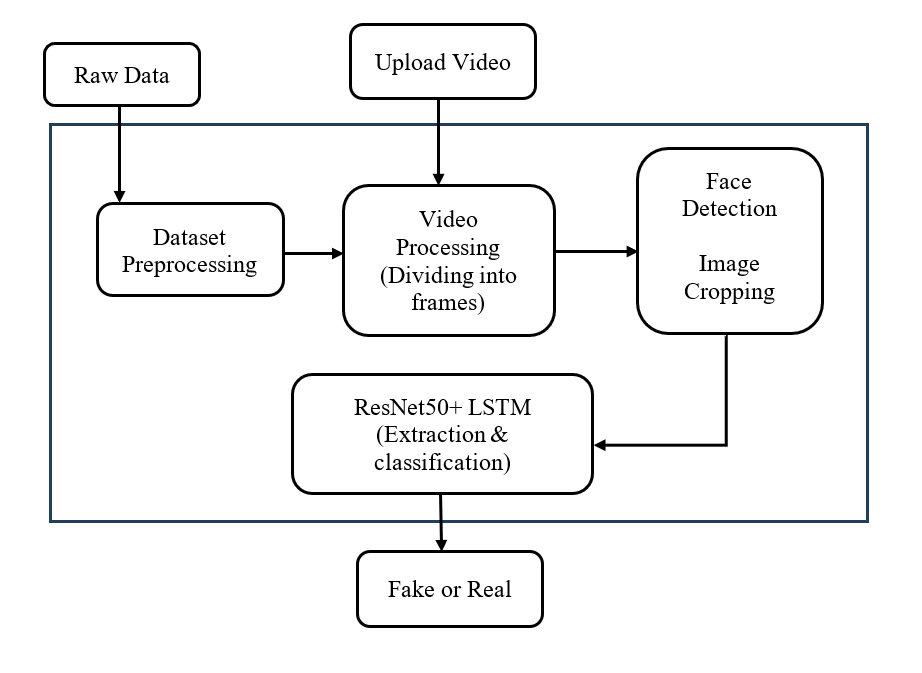 Raw Data
Upload Video
Dataset
Preprocessing
Video
Processing
(Dividing into
frames)
Face
Detection
Image
Cropping
ResNet50+ LSTM
(Extraction &
classification)
Fake or Real